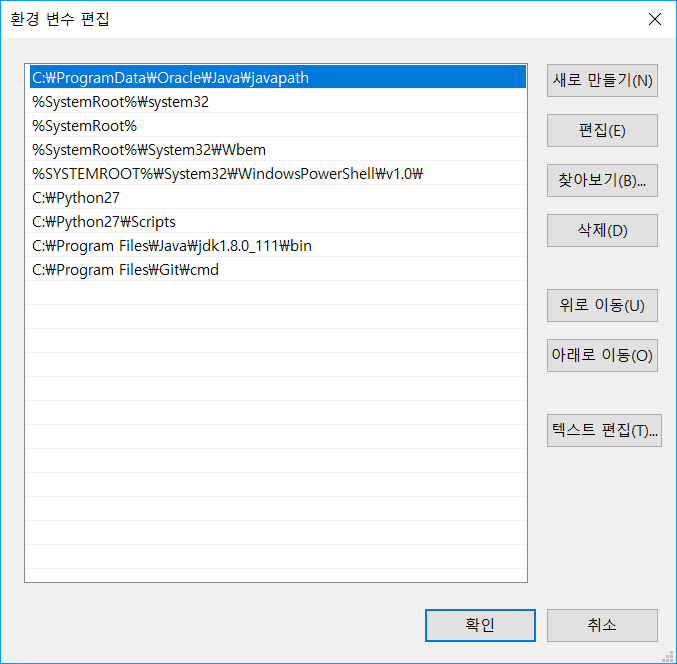 환경 변수 편집
C:₩ProgramData₩Oracle₩Java₩javapath
%SystemRoot%₩system32
%SystemRoot%
%SystemRoot%₩System32₩Wbem
%SYSTEMROOT%₩System32₩WindowsPowerShell₩v1.0₩
C:₩Python27
C:₩Python27₩Scripts
C:₩Program Files₩Java₩jdk1.8.0_111₩bin
C:₩Program Files₩Git₩cmd
새로 만들기(N)
편집(E)
찾아보기(B)...
삭제(D)
위로 이동(U)
아래로 이동(O)
텍스트 편집(T)...
확인
취소